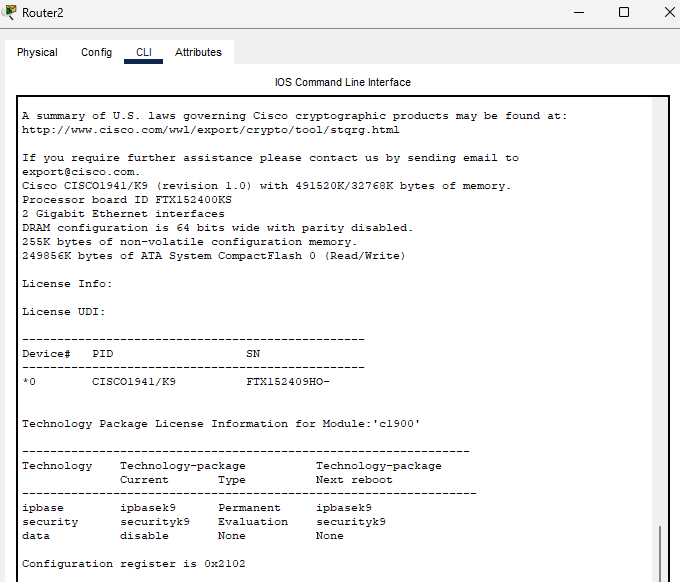 Router2
Physical Config CLI Attributes
IOS Command Line Interface
A summary of U.S. laws governing Cisco cryptographic products may be found at:
http://www.cisco.com/wwl/export/crypto/tool/stqrg.html
If you require further assistance please contact us by sending email to
export@cisco.com.
Cisco CISCO1941/K9 (revision 1.0) with 491520K/32768K bytes of memory.
Processor board ID FTX152400KS
2 Gigabit Ethernet interfaces
DRAM configuration is 64 bits wide with parity disabled.
255K bytes of non-volatile configuration memory.
249856K bytes of ATA System CompactFlash 0 (Read/Write)
License Info:
License UDI:
-------------------------------------------------
Device# PID SN
-------------------------------------------------
*0 CISCO1941/K9 FTX152409HO-
Technology Package License Information for Module:'c1900'
----------------------------------------------------------------
Technology Technology-package Technology-package
Current Type Next reboot
-----------------------------------------------------------------
ipbase ipbasek9 Permanent ipbasek9
security securityk9 Evaluation securityk9
data disable None None
Configuration register is 0x2102